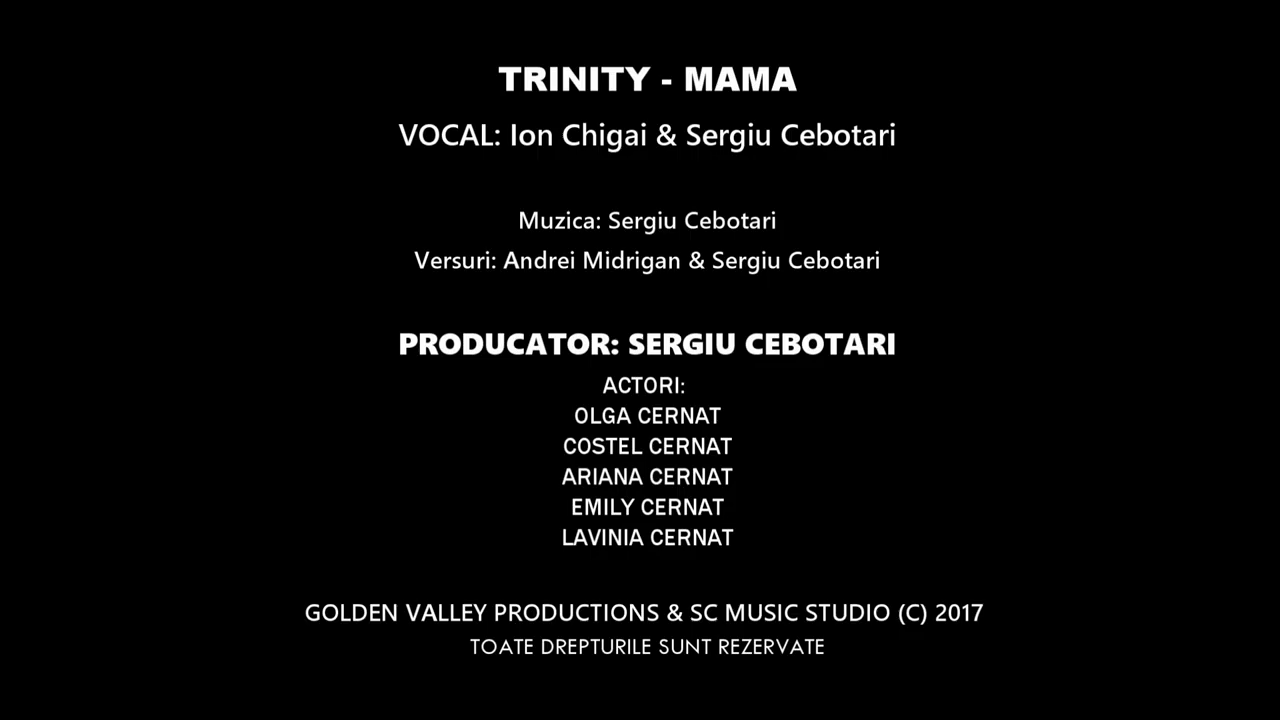 TRINITY - MAMA
VOCAL: Ion Chigai & Sergiu Cebotari
Muzica: Sergiu Cebotari
Versuri: Andrei Midrigan & Sergiu Cebotari
PRODUCATOR: SERGIU CEBOTARI
ACTORI:
OLGA CERNAT
COSTEL CERNAT
ARIANA CERNAT
EMILY CERNAT
LAVINIA CERNAT
GOLDEN VALLEY PRODUCTIONS & SC MUSIC STUDIO (C) 2017
TOATE DREPTURILE SUNT REZERVATE